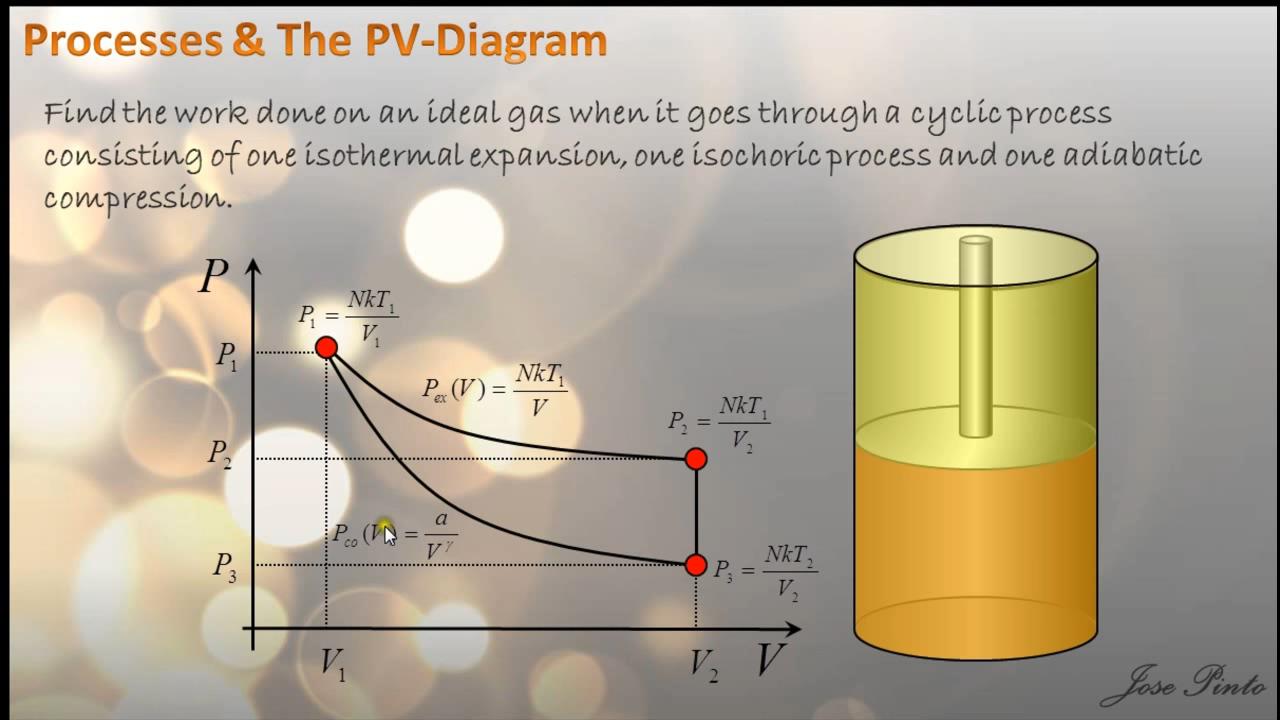 Processes & The PV-Diagram
Find the work done on an ideal gas when it goes through a cyclic process
consisting of one isothermal expansion, one isochoric process and one adiabatic
compression.
P
P₁ = NkT₁/V₁
P₁
Pₑₓ(V) = NkT₁/V
P₂ = NkT₁/V₂
P₂
P_co(V) = a/V^γ
P₃
P₃ = NkT₂/V₂
V₁
V₂
V
Jose Pinto